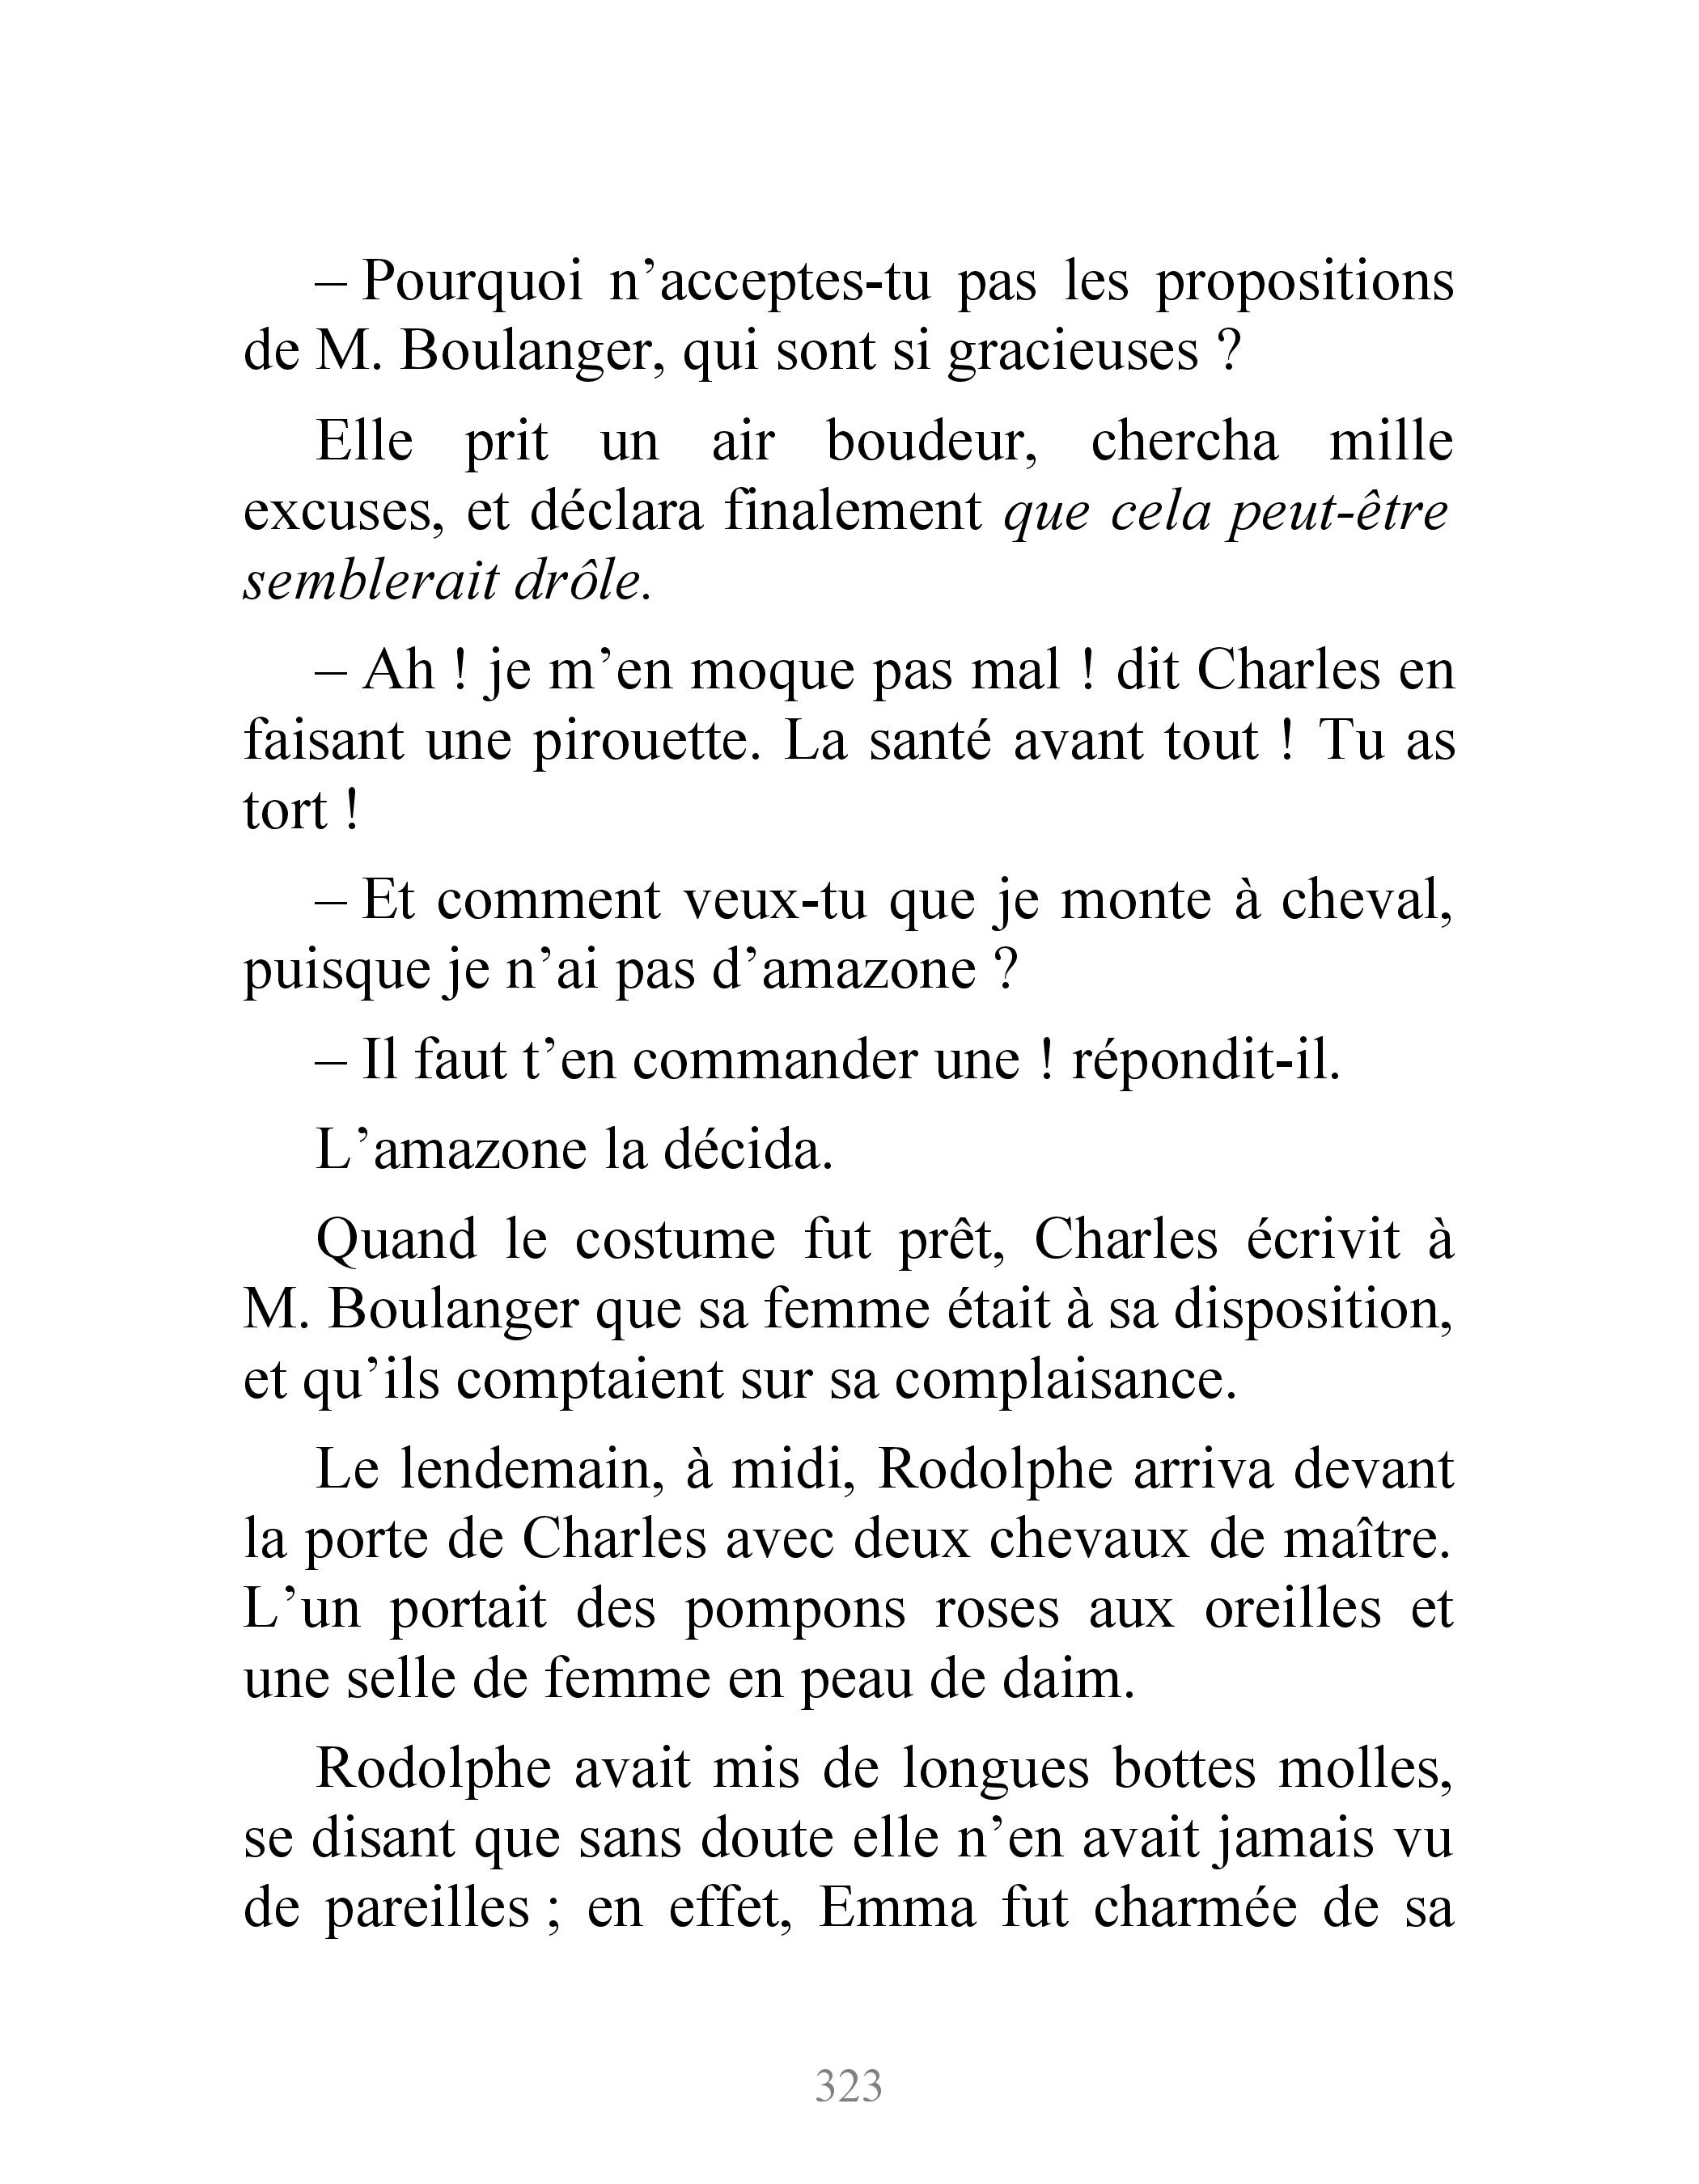 – Pourquoi n’acceptes-tu pas les propositions
de M. Boulanger, qui sont si gracieuses ?
Elle prit un air boudeur, chercha mille
excuses, et déclara finalement que cela peut-être
semblerait drôle.
– Ah ! je m’en moque pas mal ! dit Charles en
faisant une pirouette. La santé avant tout ! Tu as
tort !
– Et comment veux-tu que je monte à cheval,
puisque je n’ai pas d’amazone ?
– Il faut t’en commander une ! répondit-il.
L’amazone la décida.
Quand le costume fut prêt, Charles écrivit à
M. Boulanger que sa femme était à sa disposition,
et qu’ils comptaient sur sa complaisance.
Le lendemain, à midi, Rodolphe arriva devant
la porte de Charles avec deux chevaux de maître.
L’un portait des pompons roses aux oreilles et
une selle de femme en peau de daim.
Rodolphe avait mis de longues bottes molles,
se disant que sans doute elle n’en avait jamais vu
de pareilles ; en effet, Emma fut charmée de sa
323